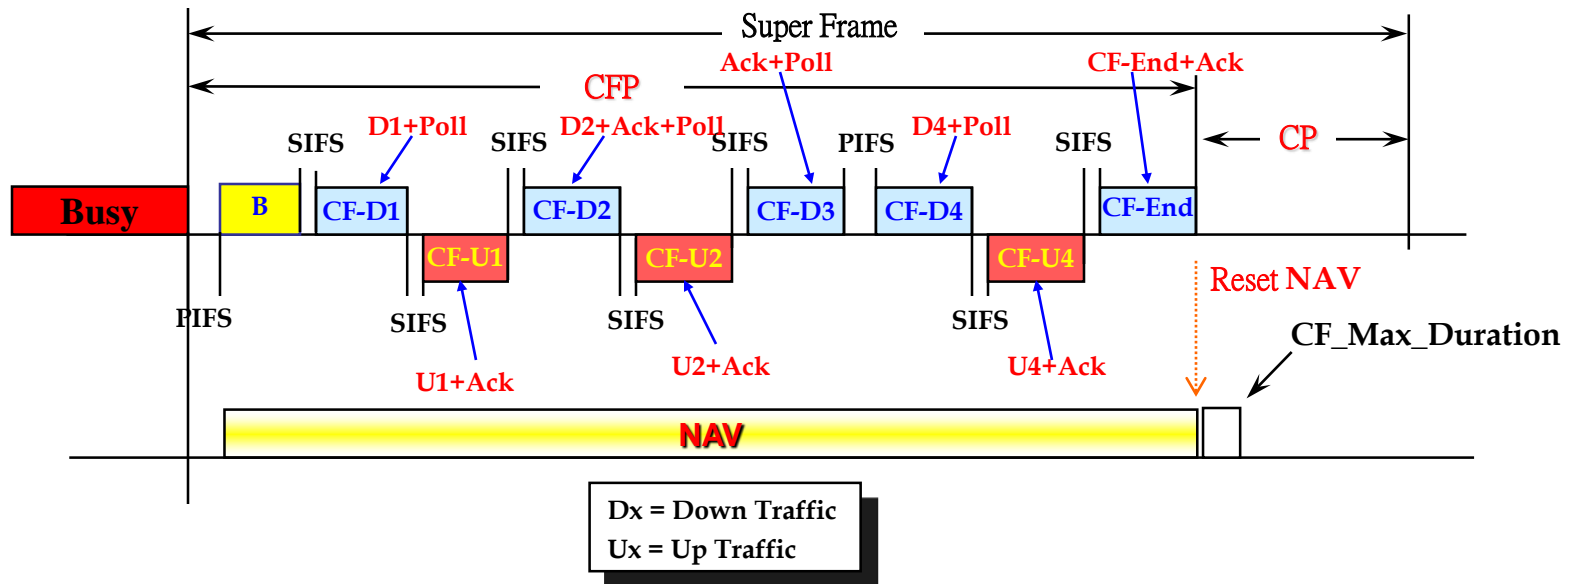 Super Frame
Ack+Poll
CF-End+Ack
CFP
D1+Poll
D2+Ack+Poll
D4+Poll
SIFS
SIFS
SIFS
PIFS
SIFS
CP
Busy
B
CF-D1
CF-D2
CF-D3
CF-D4
CF-End
CF-U1
CF-U2
CF-U4
Reset NAV
PIFS
SIFS
SIFS
SIFS
CF_Max_Duration
U1+Ack
U2+Ack
U4+Ack
NAV
Dx = Down Traffic
Ux = Up Traffic